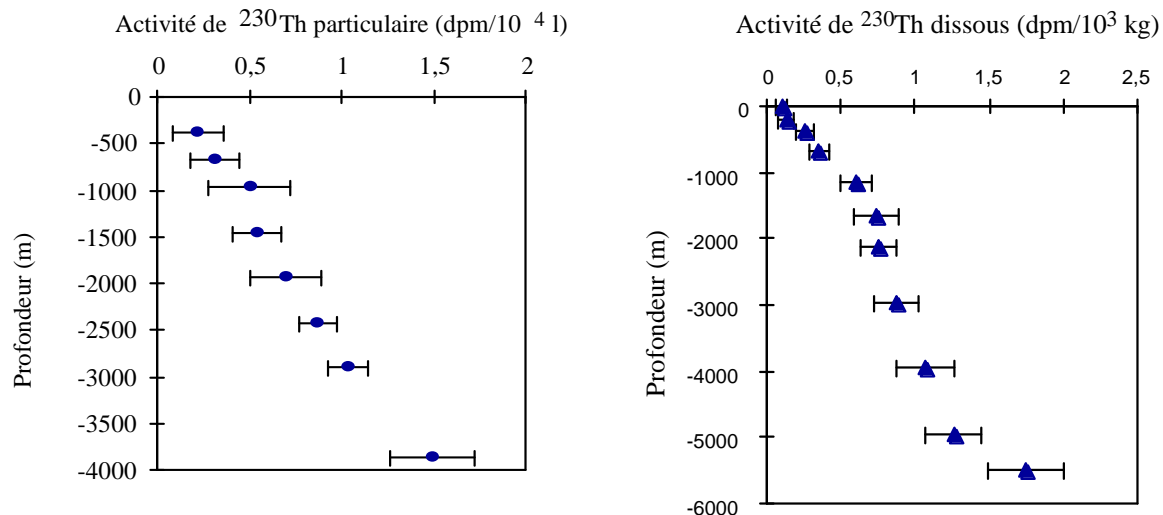 Activité de ²³⁰Th particulaire (dpm/10 ⁴ l)
0 0,5 1 1,5 2
0
-500
-1000
-1500
-2000
-2500
-3000
-3500
-4000
Profondeur (m)
Activité de ²³⁰Th dissous (dpm/10³ kg)
0 0,5 1 1,5 2 2,5
0
-1000
-2000
-3000
-4000
-5000
-6000
Profondeur (m)